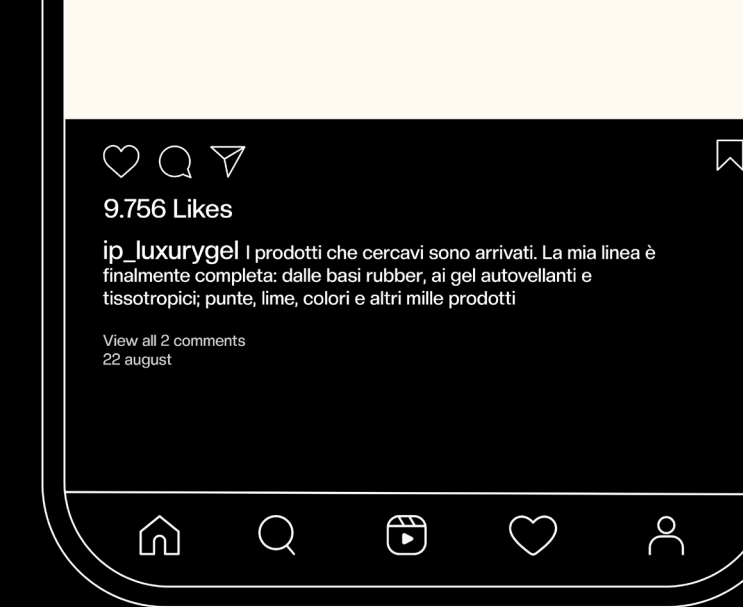 9.756 Likes
ip_luxurygel I prodotti che cercavi sono arrivati. La mia linea è
finalmente completa: dalle basi rubber, ai gel autovellanti e
tissotropici; punte, lime, colori e altri mille prodotti
View all 2 comments
22 august